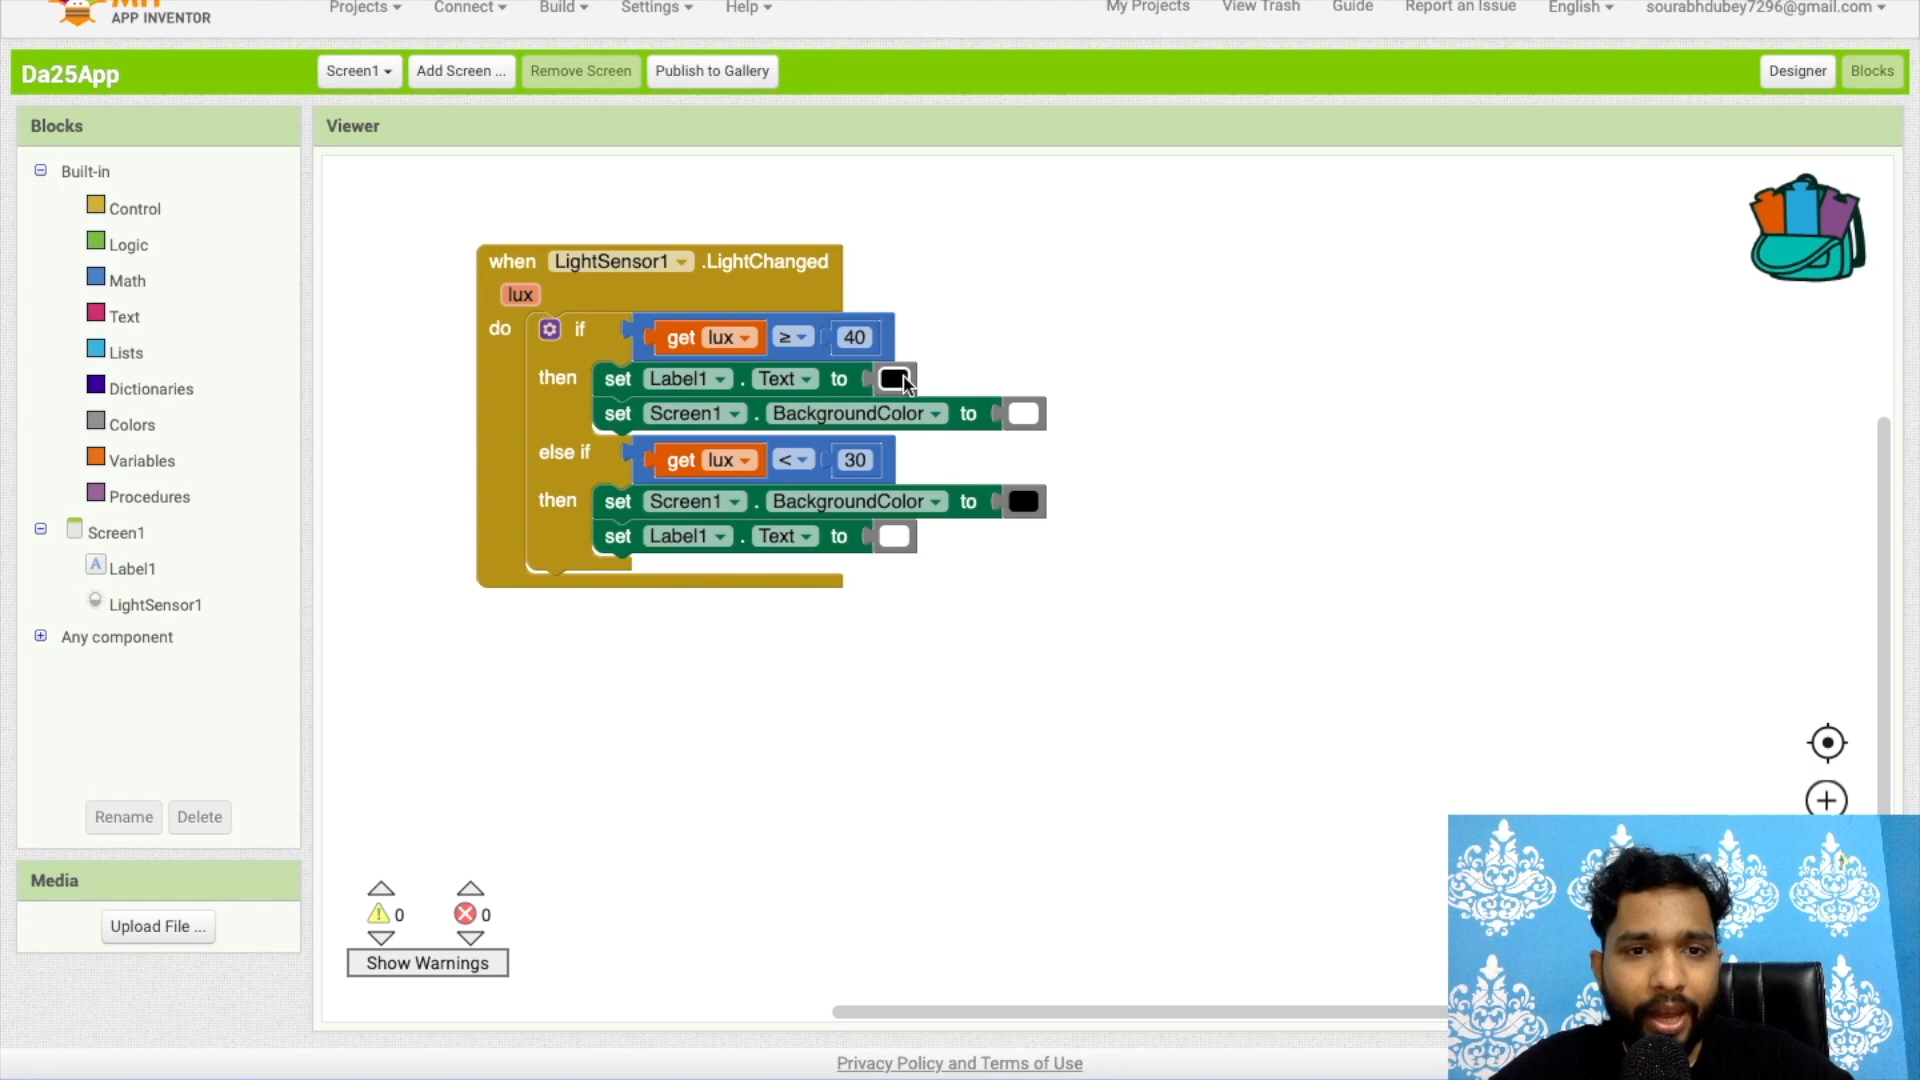 MIT
APP INVENTOR
Projects Connect Build Settings Help My Projects View Trash Guide Report an Issue English sourabhdubey7296@gmail.com
Da25App Screen1 Add Screen ... Remove Screen Publish to Gallery Designer Blocks
Blocks
Viewer
Built-in
Control
Logic
Math
Text
Lists
Dictionaries
Colors
Variables
Procedures
Screen1
Label1
LightSensor1
Any component
Rename Delete
Media
Upload File ...
when LightSensor1 .LightChanged
lux
do if get lux ≥ 40
then set Label1 . Text to
set Screen1 . BackgroundColor to
else if get lux < 30
then set Screen1 . BackgroundColor to
set Label1 . Text to
0 0
Show Warnings
Privacy Policy and Terms of Use